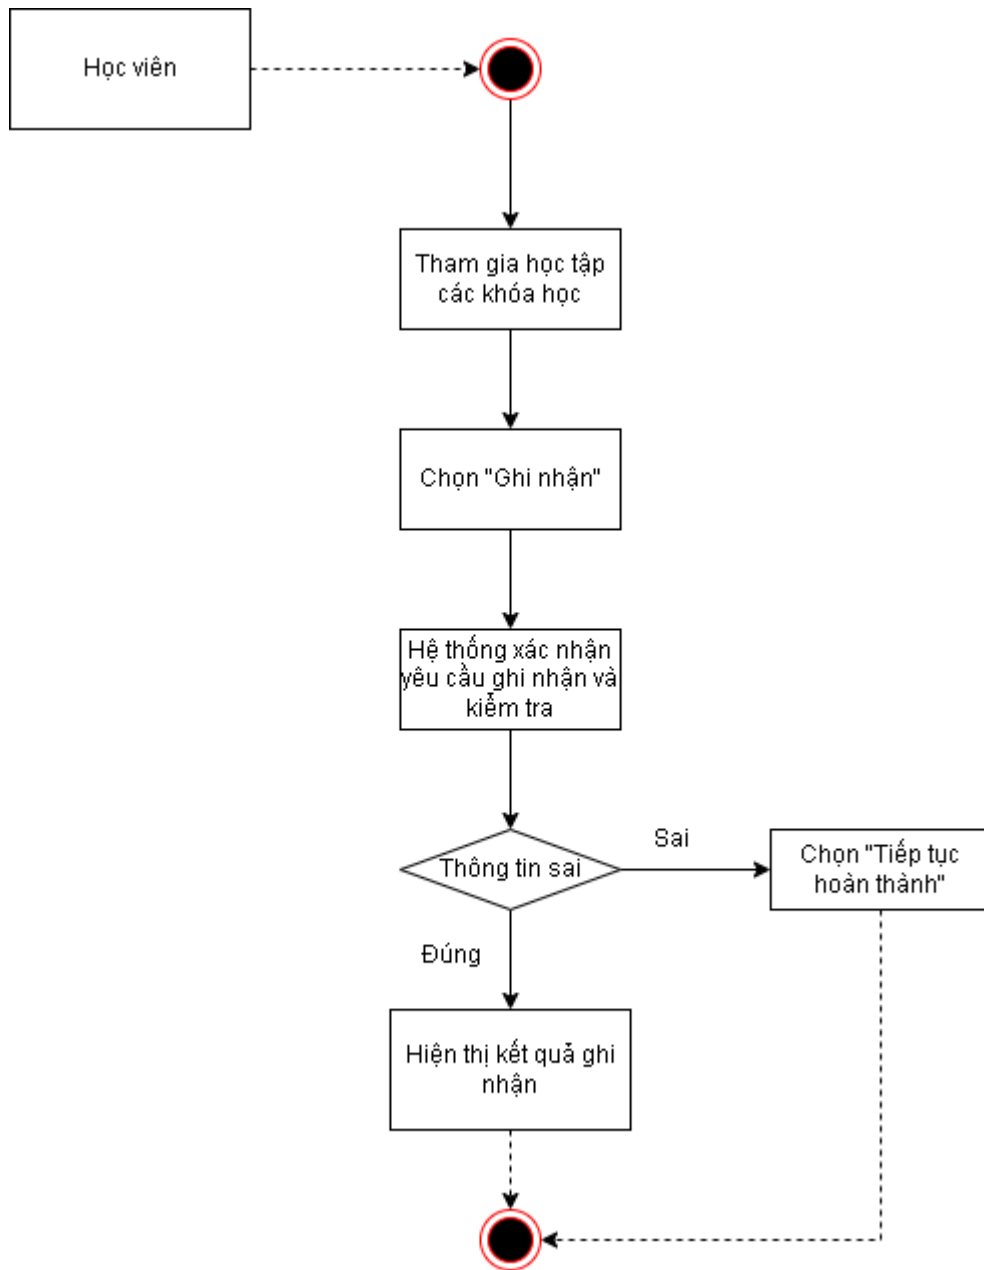 Học viên
Tham gia học tập
các khóa học
Chọn "Ghi nhận"
Hệ thống xác nhận
yêu cầu ghi nhận và
kiểm tra
Thông tin sai
Sai
Chọn "Tiếp tục
hoàn thành"
Đúng
Hiện thị kết quả ghi
nhận